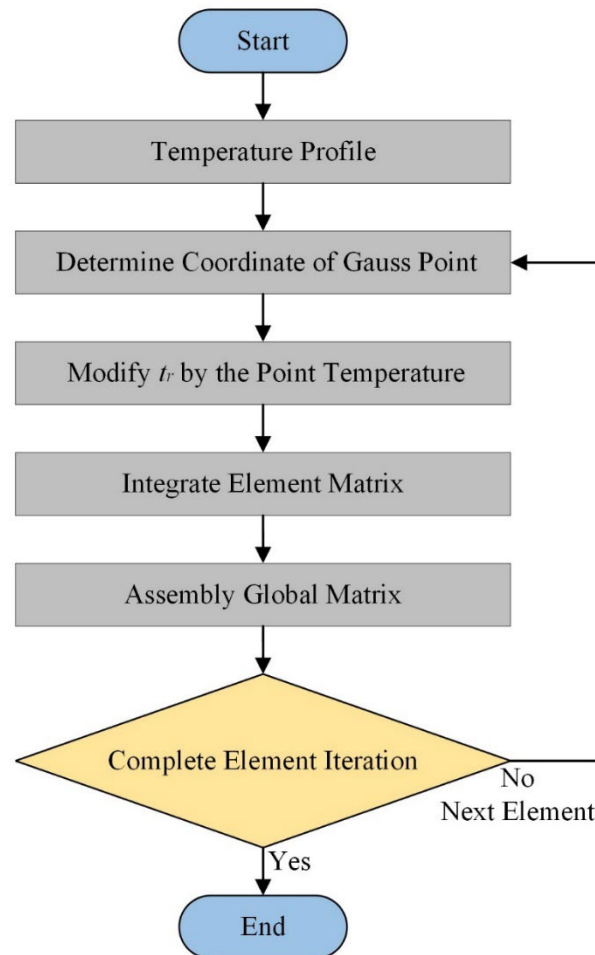 Start
Temperature Profile
Determine Coordinate of Gauss Point
Modify tr by the Point Temperature
Integrate Element Matrix
Assembly Global Matrix
Complete Element Iteration
No
Next Element
Yes
End